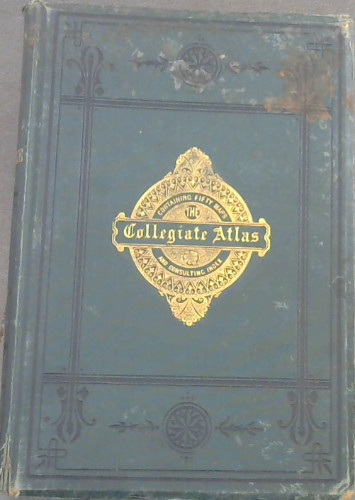 CONTAINING FIFTY MAPS
THE
Collegiate Atlas
AND CONSULTING INDEX